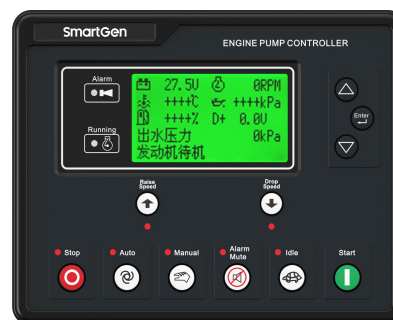 SmartGen
ENGINE PUMP CONTROLLER
Alarm
27.5V 0RPM
++++℃ ++++kPa
++++% D+ 0.0V
出水压力 0kPa
发动机待机
Running
Enter
Raise Speed
Drop Speed
Stop
Auto
Manual
Alarm Mute
Idle
Start